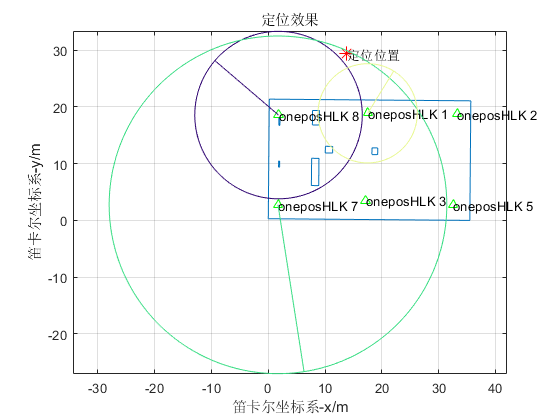 定位效果
30
20
10
0
-10
-20
笛卡尔坐标系-y/m
定位位置
oneposHLK 8
oneposHLK 1
oneposHLK 2
oneposHLK 7
oneposHLK 3
oneposHLK 5
-30
-20
-10
0
10
20
30
40
笛卡尔坐标系-x/m